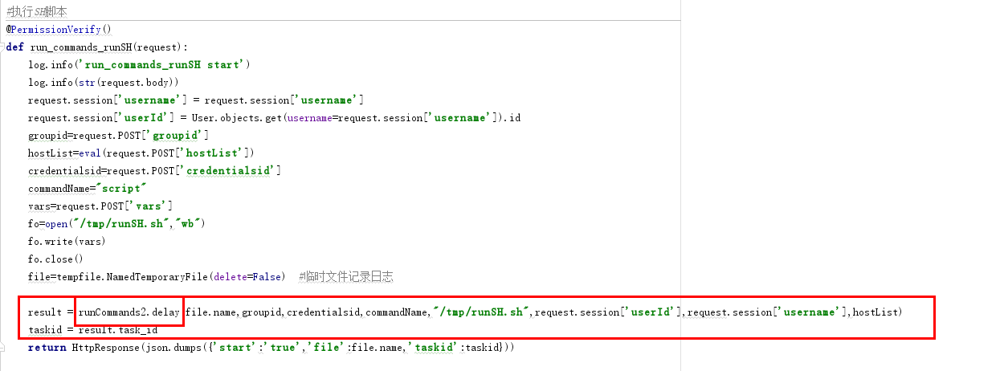 #执行SH脚本
@PermissionVerify()
def run_commands_runSH(request):
    log.info('run_commands_runSH start')
    log.info(str(request.body))
    request.session['username'] = request.session['username']
    request.session['userId'] = User.objects.get(username=request.session['username']).id
    groupid=request.POST['groupid']
    hostList=eval(request.POST['hostList'])
    credentialsid=request.POST['credentialsid']
    commandName="script"
    vars=request.POST['vars']
    fo=open("/tmp/runSH.sh","wb")
    fo.write(vars)
    fo.close()
    file=tempfile.NamedTemporaryFile(delete=False)  #临时文件记录日志
    result = runCommands2.delay(file.name,groupid,credentialsid,commandName,"/tmp/runSH.sh",request.session['userId'],request.session['username'],hostList)
    taskid = result.task_id
    return HttpResponse(json.dumps({'start':'true','file':file.name,'taskid':taskid}))